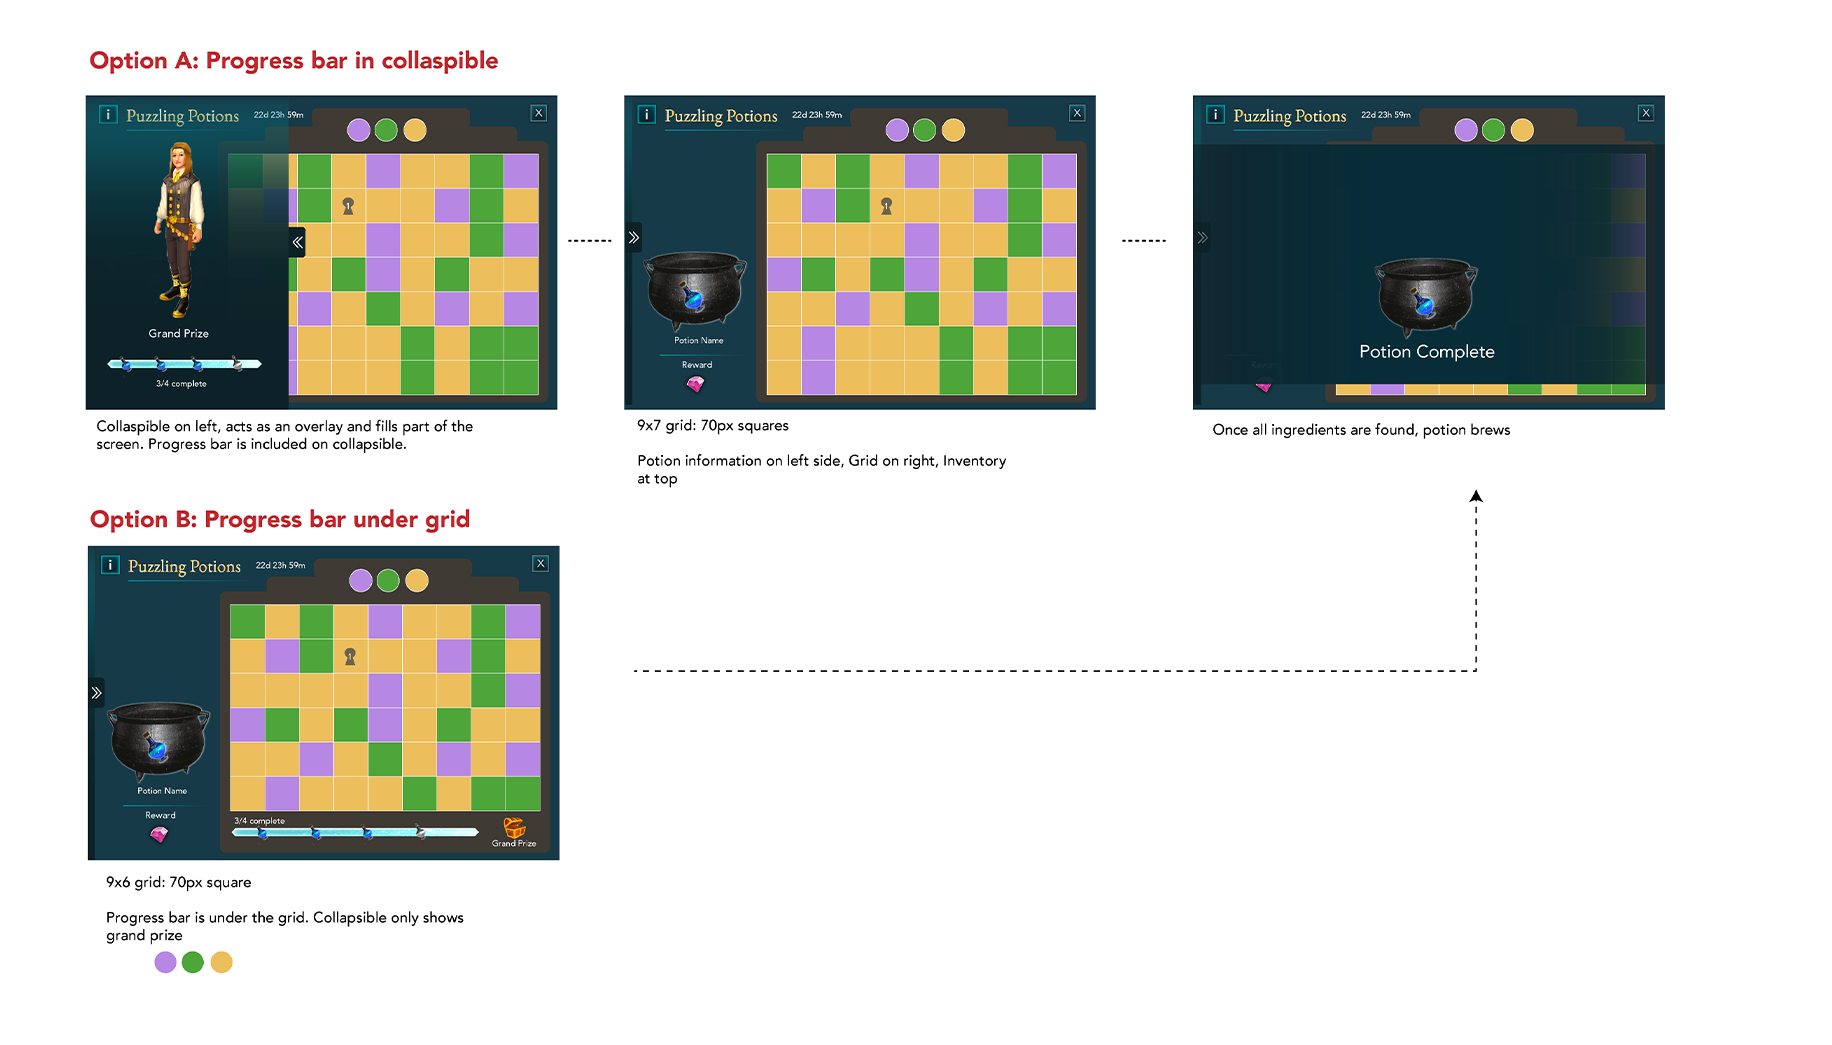 Option A: Progress bar in collaspible
i Puzzling Potions 22d 23h 59m X
1
Grand Prize
3/4 complete
Collaspible on left, acts as an overlay and fills part of the
screen. Progress bar is included on collapsible.
i Puzzling Potions 22d 23h 59m X
1
Potion Name
Reward
9x7 grid: 70px squares
Potion information on left side, Grid on right, Inventory
at top
i Puzzling Potions 22d 23h 59m X
Potion Complete
Reward
Once all ingredients are found, potion brews
Option B: Progress bar under grid
i Puzzling Potions 22d 23h 59m X
1
Potion Name
Reward
3/4 complete
Grand Prize
9x6 grid: 70px square
Progress bar is under the grid. Collapsible only shows
grand prize